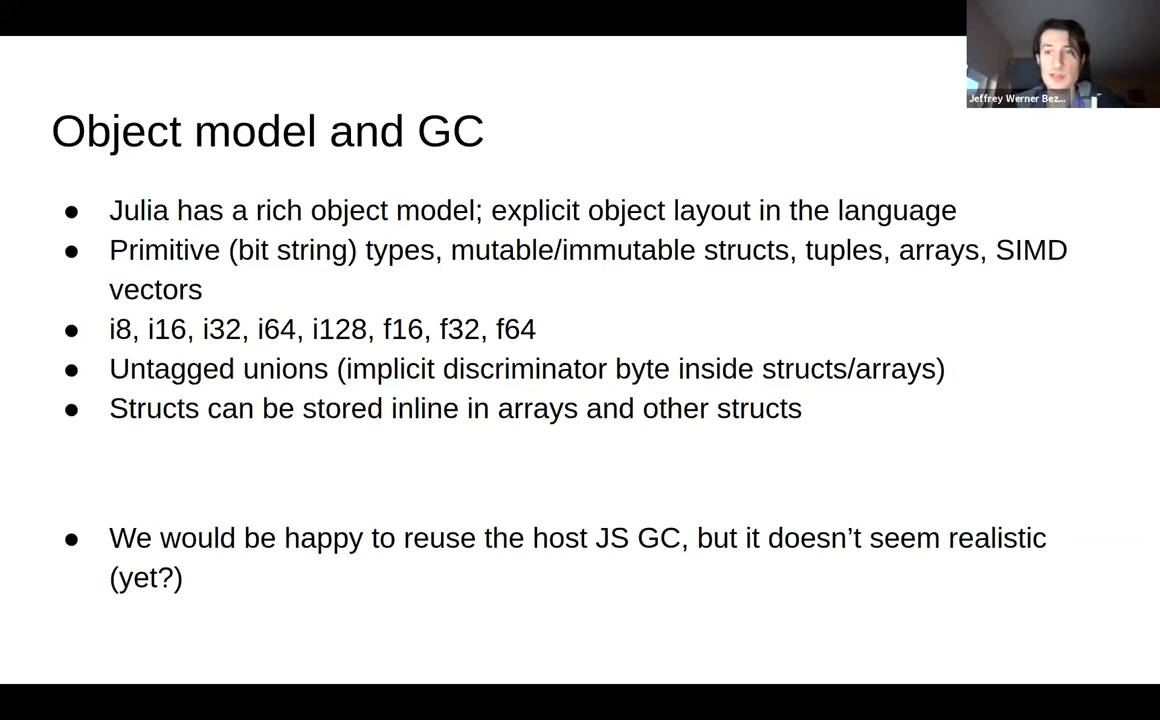 Jeffrey Werner Bez...
Object model and GC
● Julia has a rich object model; explicit object layout in the language
● Primitive (bit string) types, mutable/immutable structs, tuples, arrays, SIMD
vectors
● i8, i16, i32, i64, i128, f16, f32, f64
● Untagged unions (implicit discriminator byte inside structs/arrays)
● Structs can be stored inline in arrays and other structs
● We would be happy to reuse the host JS GC, but it doesn’t seem realistic
(yet?)